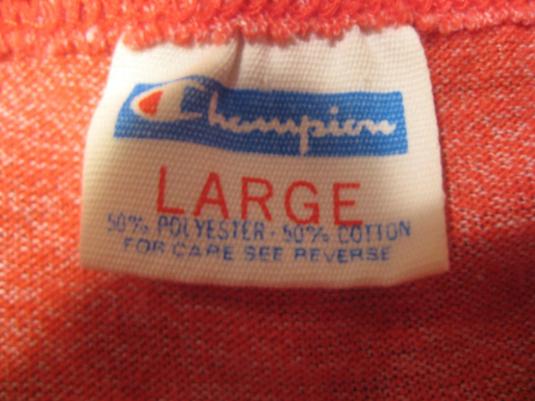 Champion
LARGE
50% POLYESTER - 50% COTTON
FOR CARE SEE REVERSE